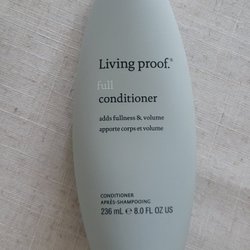 Living proof.®
full
conditioner
adds fullness & volume
apporte corps et volume
CONDITIONER
APRÈS-SHAMPOOING
236 mL ℮ 8.0 FL OZ US